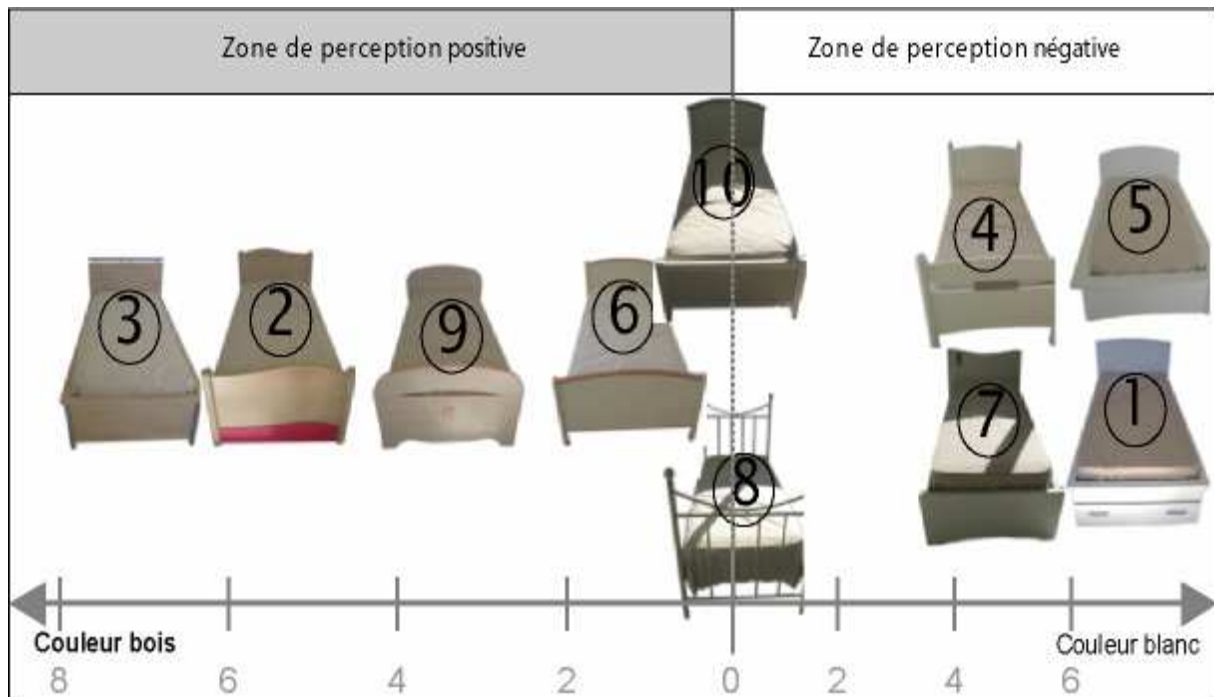 Zone de perception positive
Zone de perception négative
10
4
5
3
2
9
6
7
1
8
Couleur bois
Couleur blanc
8 6 4 2 0 2 4 6